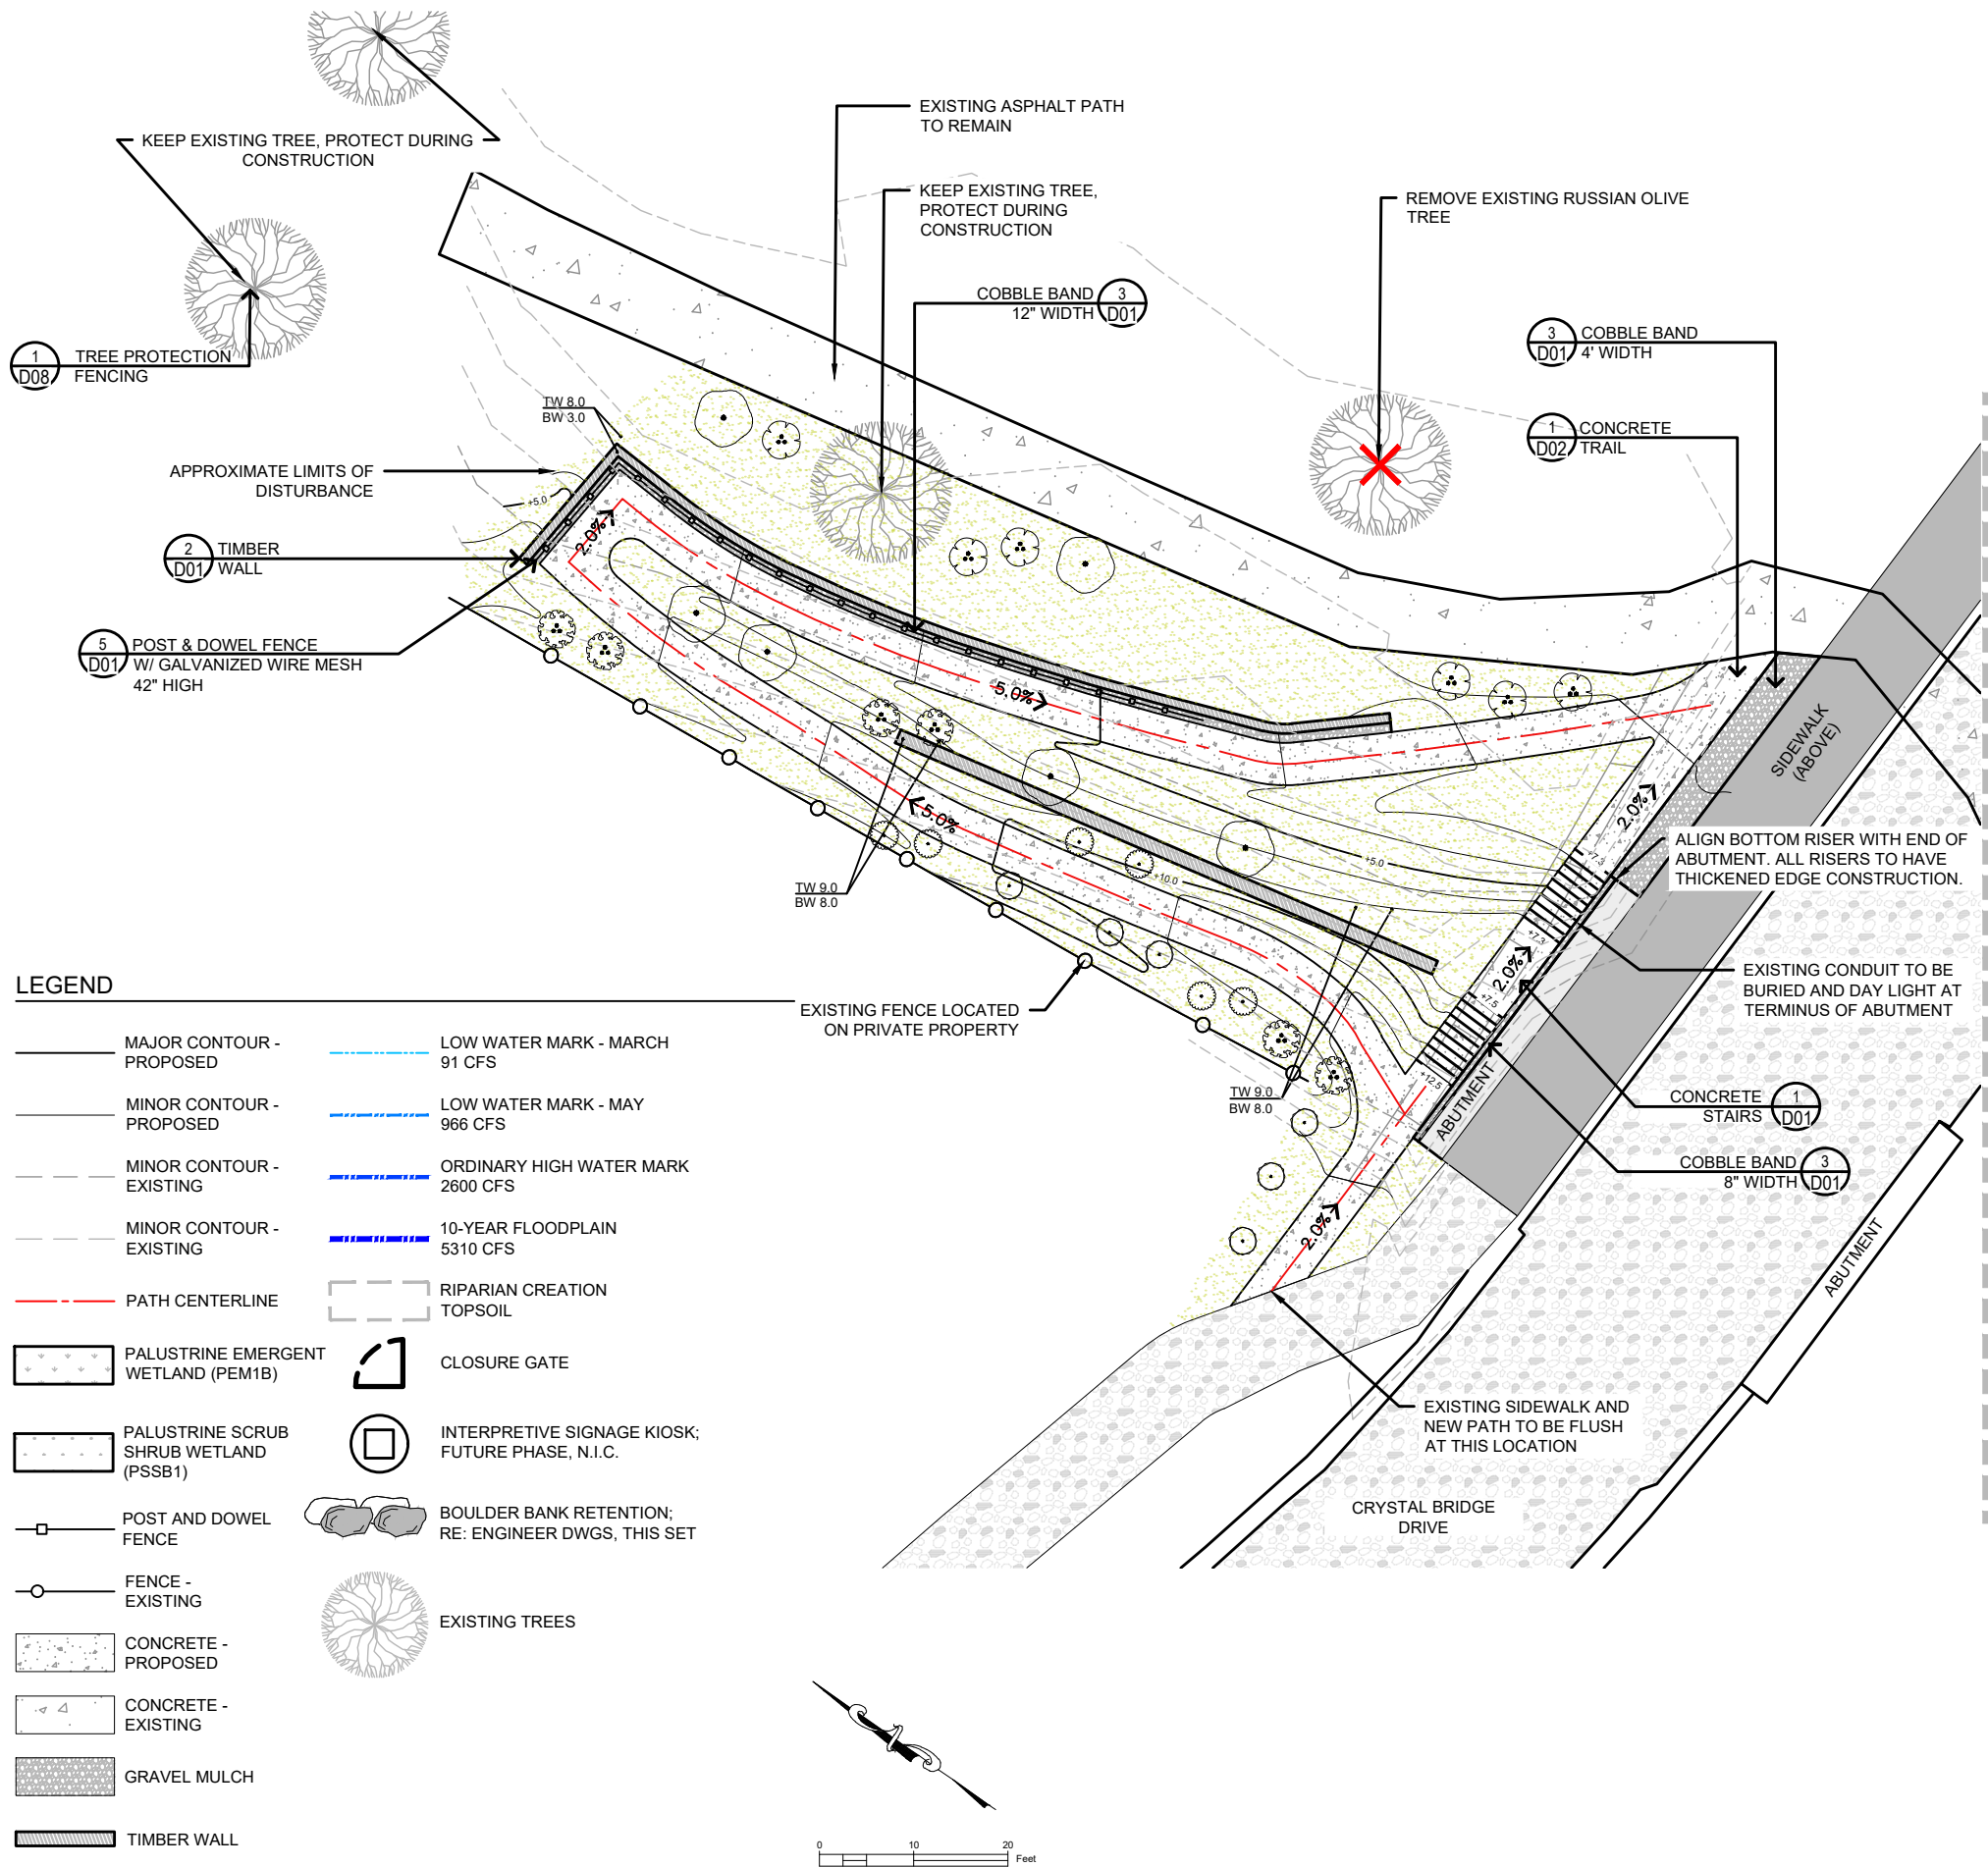 KEEP EXISTING TREE, PROTECT DURING
CONSTRUCTION
EXISTING ASPHALT PATH
TO REMAIN
KEEP EXISTING TREE,
PROTECT DURING
CONSTRUCTION
REMOVE EXISTING RUSSIAN OLIVE
TREE
COBBLE BAND
12" WIDTH
3
D01
3
D01
COBBLE BAND
4' WIDTH
1
D08
TREE PROTECTION
FENCING
1
D02
CONCRETE
TRAIL
TW 8.0
BW 3.0
APPROXIMATE LIMITS OF
DISTURBANCE
+5.0
2.0%
2
D01
TIMBER
WALL
5
D01
POST & DOWEL FENCE
W/ GALVANIZED WIRE MESH
42" HIGH
5.0%
5.0%
SIDEWALK
(ABOVE)
2.0%
ALIGN BOTTOM RISER WITH END OF
ABUTMENT. ALL RISERS TO HAVE
THICKENED EDGE CONSTRUCTION.
+5.0
+10.0
TW 9.0
BW 8.0
+7.3
2.0%
+7.5
EXISTING CONDUIT TO BE
BURIED AND DAY LIGHT AT
TERMINUS OF ABUTMENT
EXISTING FENCE LOCATED
ON PRIVATE PROPERTY
+12.5
TW 9.0
BW 8.0
ABUTMENT
CONCRETE
STAIRS
1
D01
COBBLE BAND
8" WIDTH
3
D01
2.0%
ABUTMENT
EXISTING SIDEWALK AND
NEW PATH TO BE FLUSH
AT THIS LOCATION
CRYSTAL BRIDGE
DRIVE
LEGEND
MAJOR CONTOUR -
PROPOSED
MINOR CONTOUR -
PROPOSED
MINOR CONTOUR -
EXISTING
MINOR CONTOUR -
EXISTING
PATH CENTERLINE
PALUSTRINE EMERGENT
WETLAND (PEM1B)
PALUSTRINE SCRUB
SHRUB WETLAND
(PSSB1)
POST AND DOWEL
FENCE
FENCE -
EXISTING
CONCRETE -
PROPOSED
CONCRETE -
EXISTING
GRAVEL MULCH
TIMBER WALL
LOW WATER MARK - MARCH
91 CFS
LOW WATER MARK - MAY
966 CFS
ORDINARY HIGH WATER MARK
2600 CFS
10-YEAR FLOODPLAIN
5310 CFS
RIPARIAN CREATION
TOPSOIL
CLOSURE GATE
INTERPRETIVE SIGNAGE KIOSK;
FUTURE PHASE, N.I.C.
BOULDER BANK RETENTION;
RE: ENGINEER DWGS, THIS SET
EXISTING TREES
0 10 20
Feet